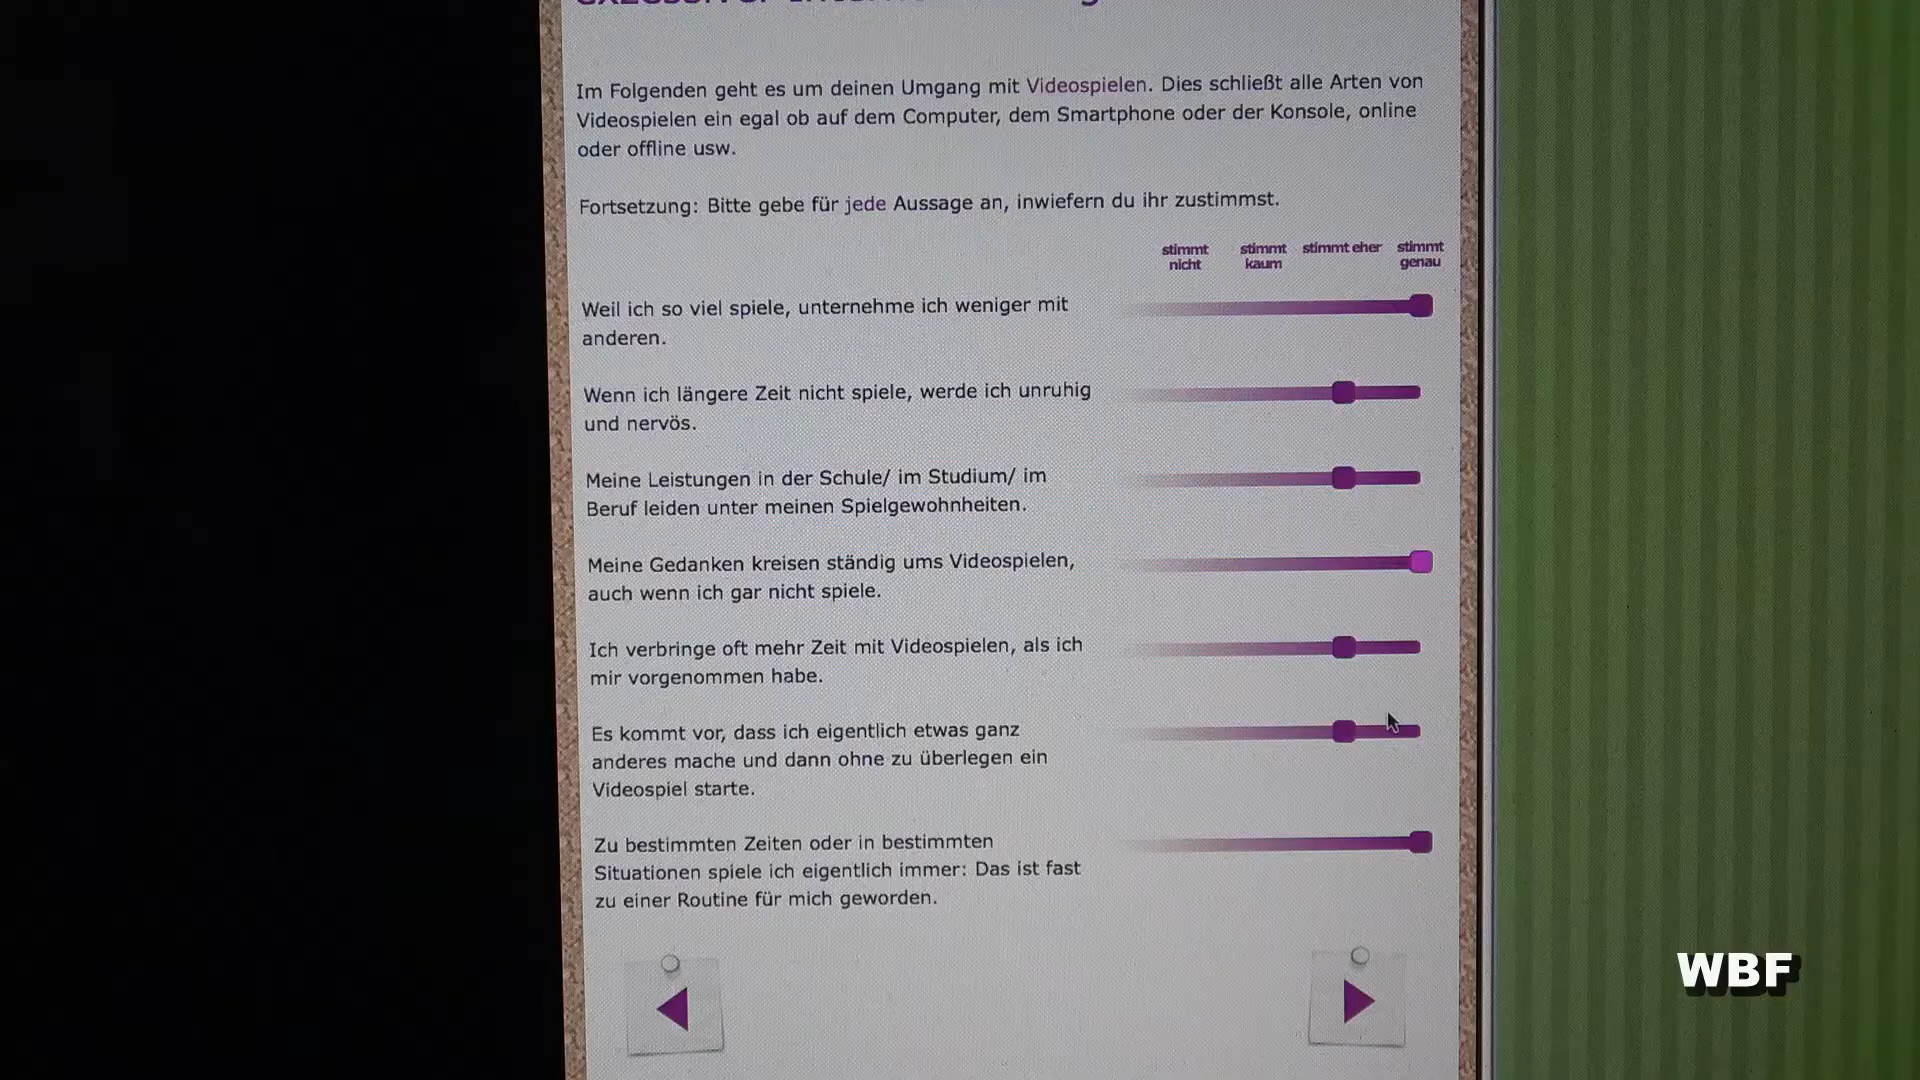 Im Folgenden geht es um deinen Umgang mit Videospielen. Dies schließt alle Arten von
Videospielen ein egal ob auf dem Computer, dem Smartphone oder der Konsole, online
oder offline usw.
Fortsetzung: Bitte gebe für jede Aussage an, inwiefern du ihr zustimmst.
stimmt nicht
stimmt kaum
stimmt eher
stimmt genau
Weil ich so viel spiele, unternehme ich weniger mit
anderen.
Wenn ich längere Zeit nicht spiele, werde ich unruhig
und nervös.
Meine Leistungen in der Schule/ im Studium/ im
Beruf leiden unter meinen Spielgewohnheiten.
Meine Gedanken kreisen ständig ums Videospielen,
auch wenn ich gar nicht spiele.
Ich verbringe oft mehr Zeit mit Videospielen, als ich
mir vorgenommen habe.
Es kommt vor, dass ich eigentlich etwas ganz
anderes mache und dann ohne zu überlegen ein
Videospiel starte.
Zu bestimmten Zeiten oder in bestimmten
Situationen spiele ich eigentlich immer: Das ist fast
zu einer Routine für mich geworden.
WBF